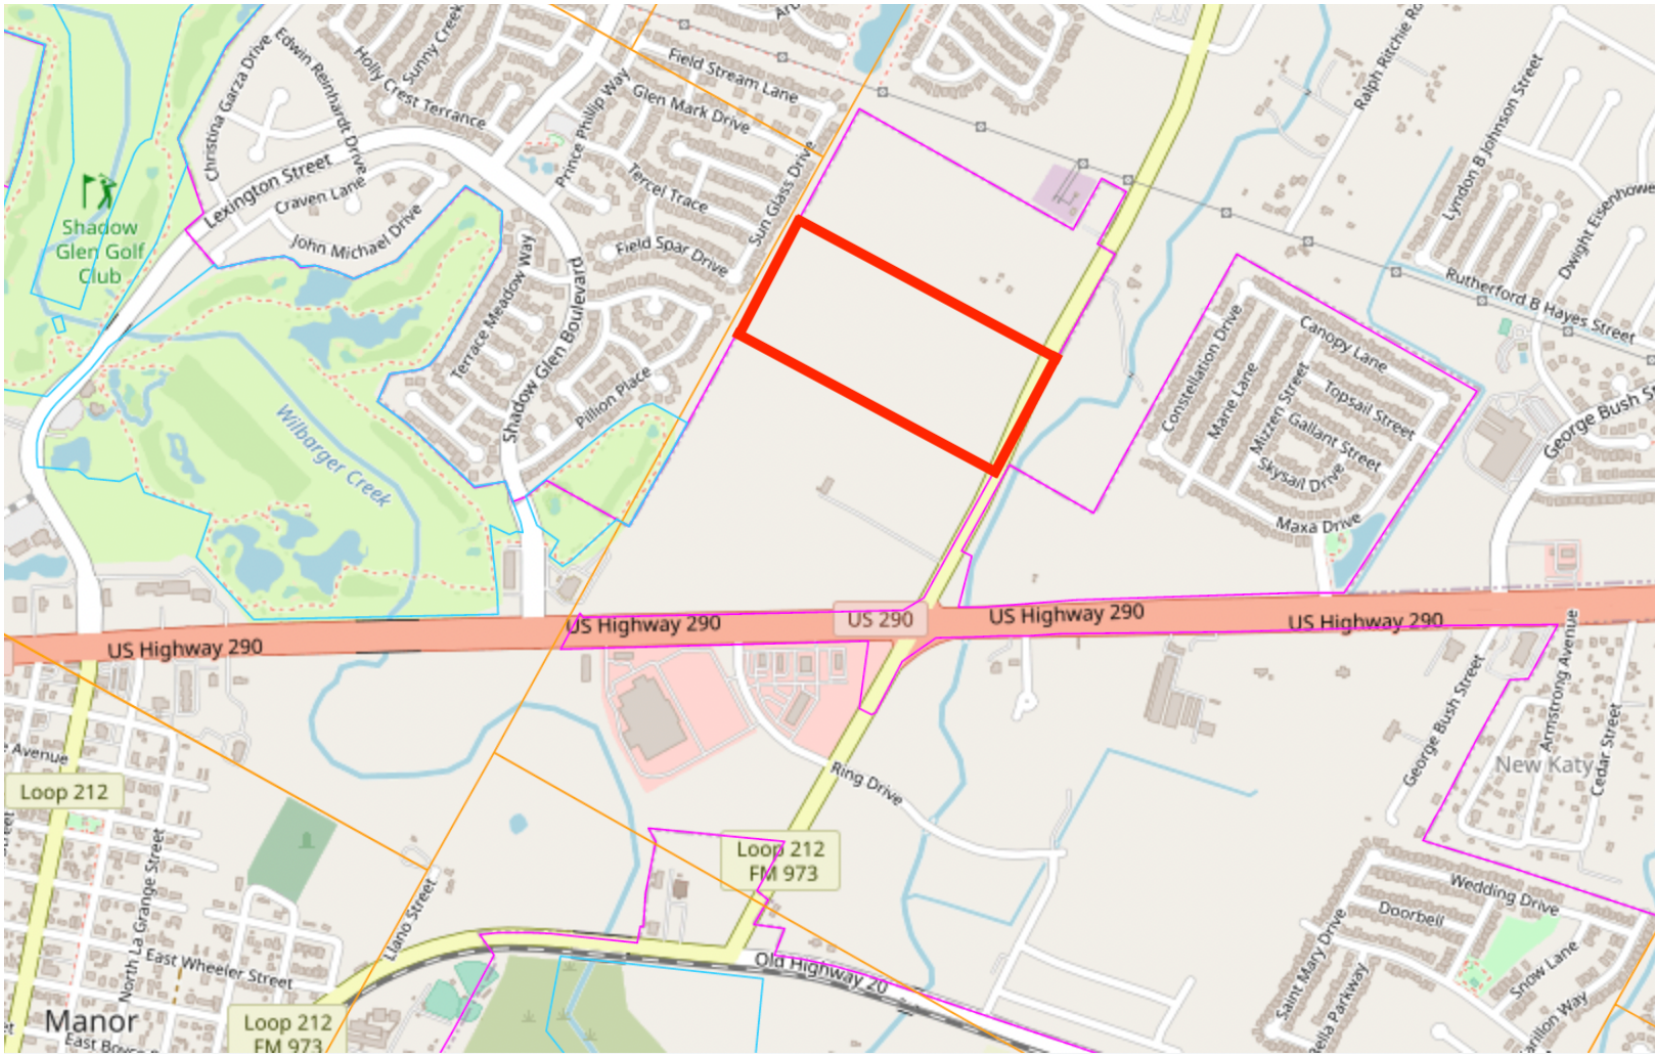 Christina Garza Drive
Edwin Reinhardt Drive
Holly Crest Terrance
Sunny Creek
Field Stream Lane
Glen Mark Drive
Prince Phillip Way
Ralph Ritchie Ro
Lyndon B Johnson Street
Dwight Eisenhowe
Lexington Street
Craven Lane
John Michael Drive
Tercel Trace
Sun Glass Drive
Field Spar Drive
Shadow
Glen Golf
Club
Terrace Meadow Way
Shadow Glen Boulevard
Pillion Place
Wilbarger Creek
Rutherford B Hayes Street
Constellation Drive
Canopy Lane
Marie Lane
Mizzen Street
Topsail Street
Gallant Street
Skysail Drive
Maxa Drive
George Bush St
US Highway 290
US Highway 290
US 290
US Highway 290
US Highway 290
George Bush Street
Armstrong Avenue
Cedar Street
New Katy
Avenue
Loop 212
Ring Drive
Loop 212
FM 973
North La Grange Street
Llano Street
East Wheeler Street
Old Highway 20
Wedding Drive
Doorbell
Saint Mary Drive
Snow Lane
ella Parkway
arillon Way
Manor
Loop 212
FM 973